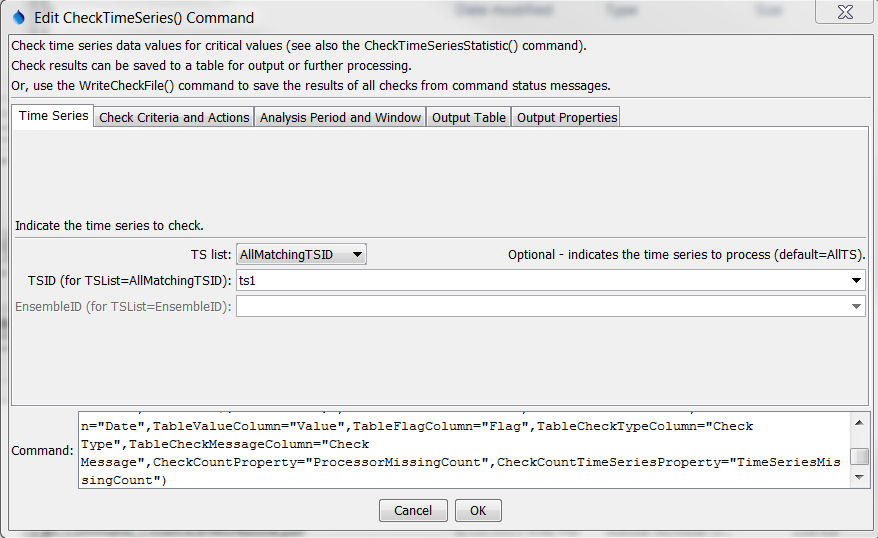 Date modified Type Size
Edit CheckTimeSeries() Command
Check time series data values for critical values (see also the CheckTimeSeriesStatistic() command).
Check results can be saved to a table for output or further processing.
Or, use the WriteCheckFile() command to save the results of all checks from command status messages.
Time Series Check Criteria and Actions Analysis Period and Window Output Table Output Properties
Indicate the time series to check.
TS list: AllMatchingTSID Optional - indicates the time series to process (default=AllTS).
TSID (for TSList=AllMatchingTSID): ts1
EnsembleID (for TSList=EnsembleID):
Command:
n="Date",TableValueColumn="Value",TableFlagColumn="Flag",TableCheckTypeColumn="Check
Type",TableCheckMessageColumn="Check
Message",CheckCountProperty="ProcessorMissingCount",CheckCountTimeSeriesProperty="TimeSeriesMis
singCount")
Cancel OK